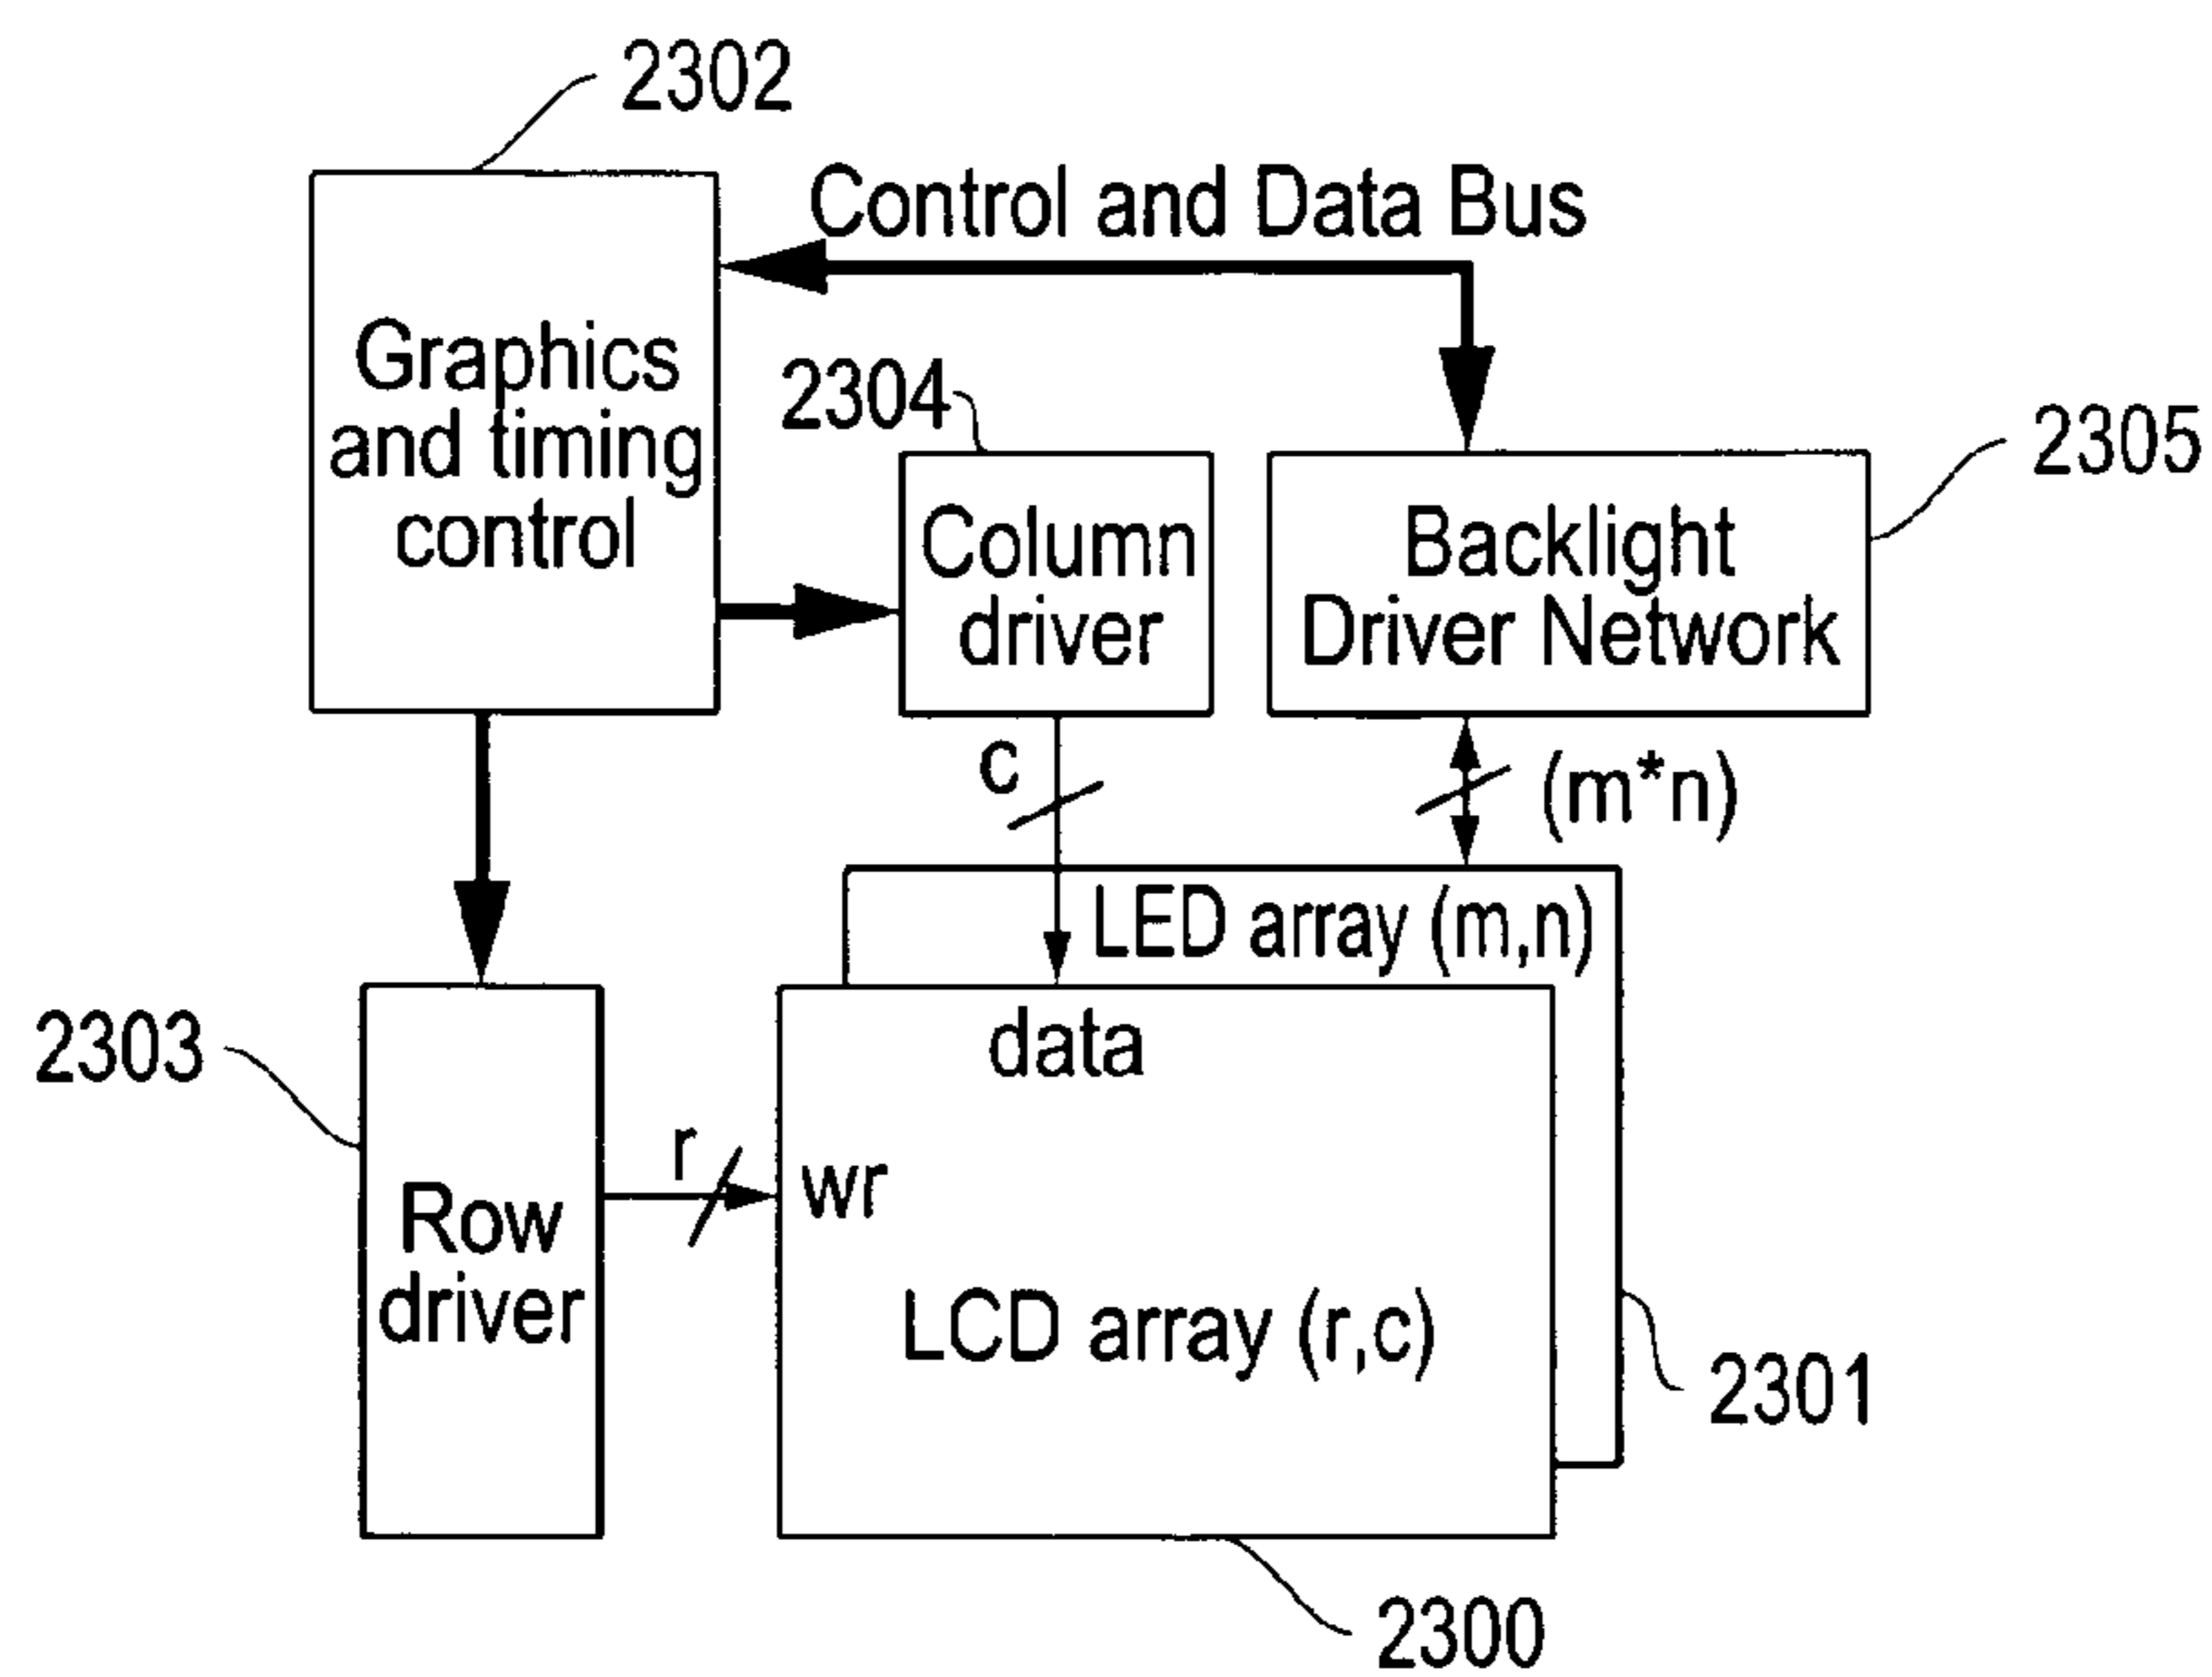 2302
Control and Data Bus
Graphics
and timing
control
2304
Column
driver
Backlight
Driver Network
2305
c
(m*n)
LED array (m,n)
data
2303
r
wr
Row
driver
LCD array (r,c)
2301
2300